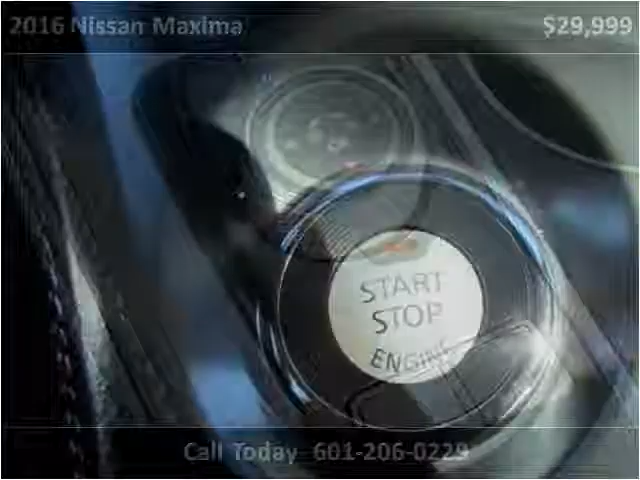 2016 Nissan Maxima
$29,999
START
STOP
ENGINE
Call Today 601-206-0229